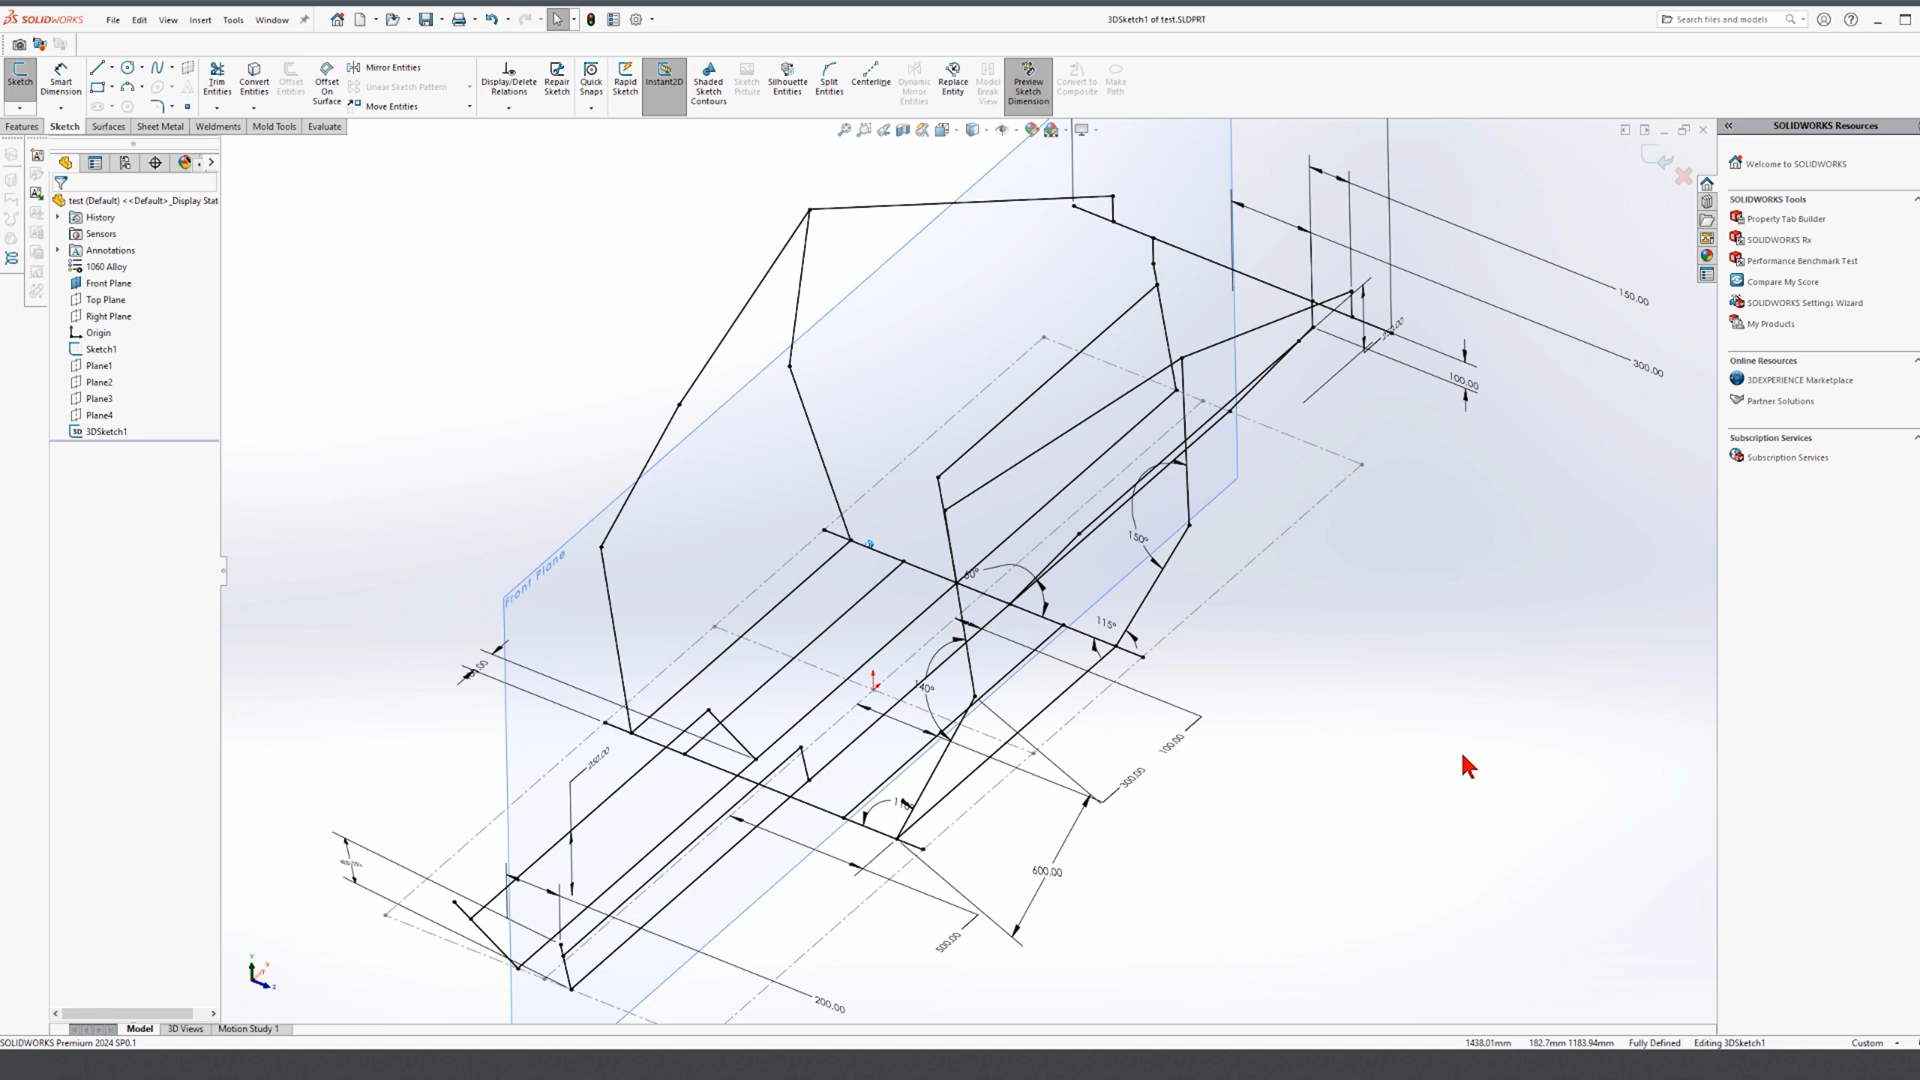 SOLIDWORKS
File Edit View Insert Tools Window
3DSketch1 of test.SLDPRT
Search files and models
Sketch
Smart Dimension
Trim Entities
Convert Entities
Offset Entities
Offset On Surface
Mirror Entities
Linear Sketch Pattern
Move Entities
Display/Delete Relations
Repair Sketch
Quick Snaps
Rapid Sketch
Instant2D
Shaded Sketch Contours
Sketch Picture
Silhouette Entities
Split Entities
Centerline
Dynamic Mirror Entities
Replace Entity
Model Break View
Preview Sketch Dimension
Convert to Composite
Make Path
Features Sketch Surfaces Sheet Metal Weldments Mold Tools Evaluate
test (Default) <<Default>_Display Stat
History
Sensors
Annotations
1060 Alloy
Front Plane
Top Plane
Right Plane
Origin
Sketch1
Plane1
Plane2
Plane3
Plane4
3D 3DSketch1
Front Plane
150.00
300.00
100.00
150°
60°
115°
140°
100.00
300.00
600.00
500.00
200.00
SOLIDWORKS Resources
Welcome to SOLIDWORKS
SOLIDWORKS Tools
Property Tab Builder
SOLIDWORKS Rx
Performance Benchmark Test
Compare My Score
SOLIDWORKS Settings Wizard
My Products
Online Resources
3DEXPERIENCE Marketplace
Partner Solutions
Subscription Services
Subscription Services
Model 3D Views Motion Study 1
SOLIDWORKS Premium 2024 SP0.1
1438.01mm 182.7mm 1183.94mm Fully Defined Editing 3DSketch1 Custom